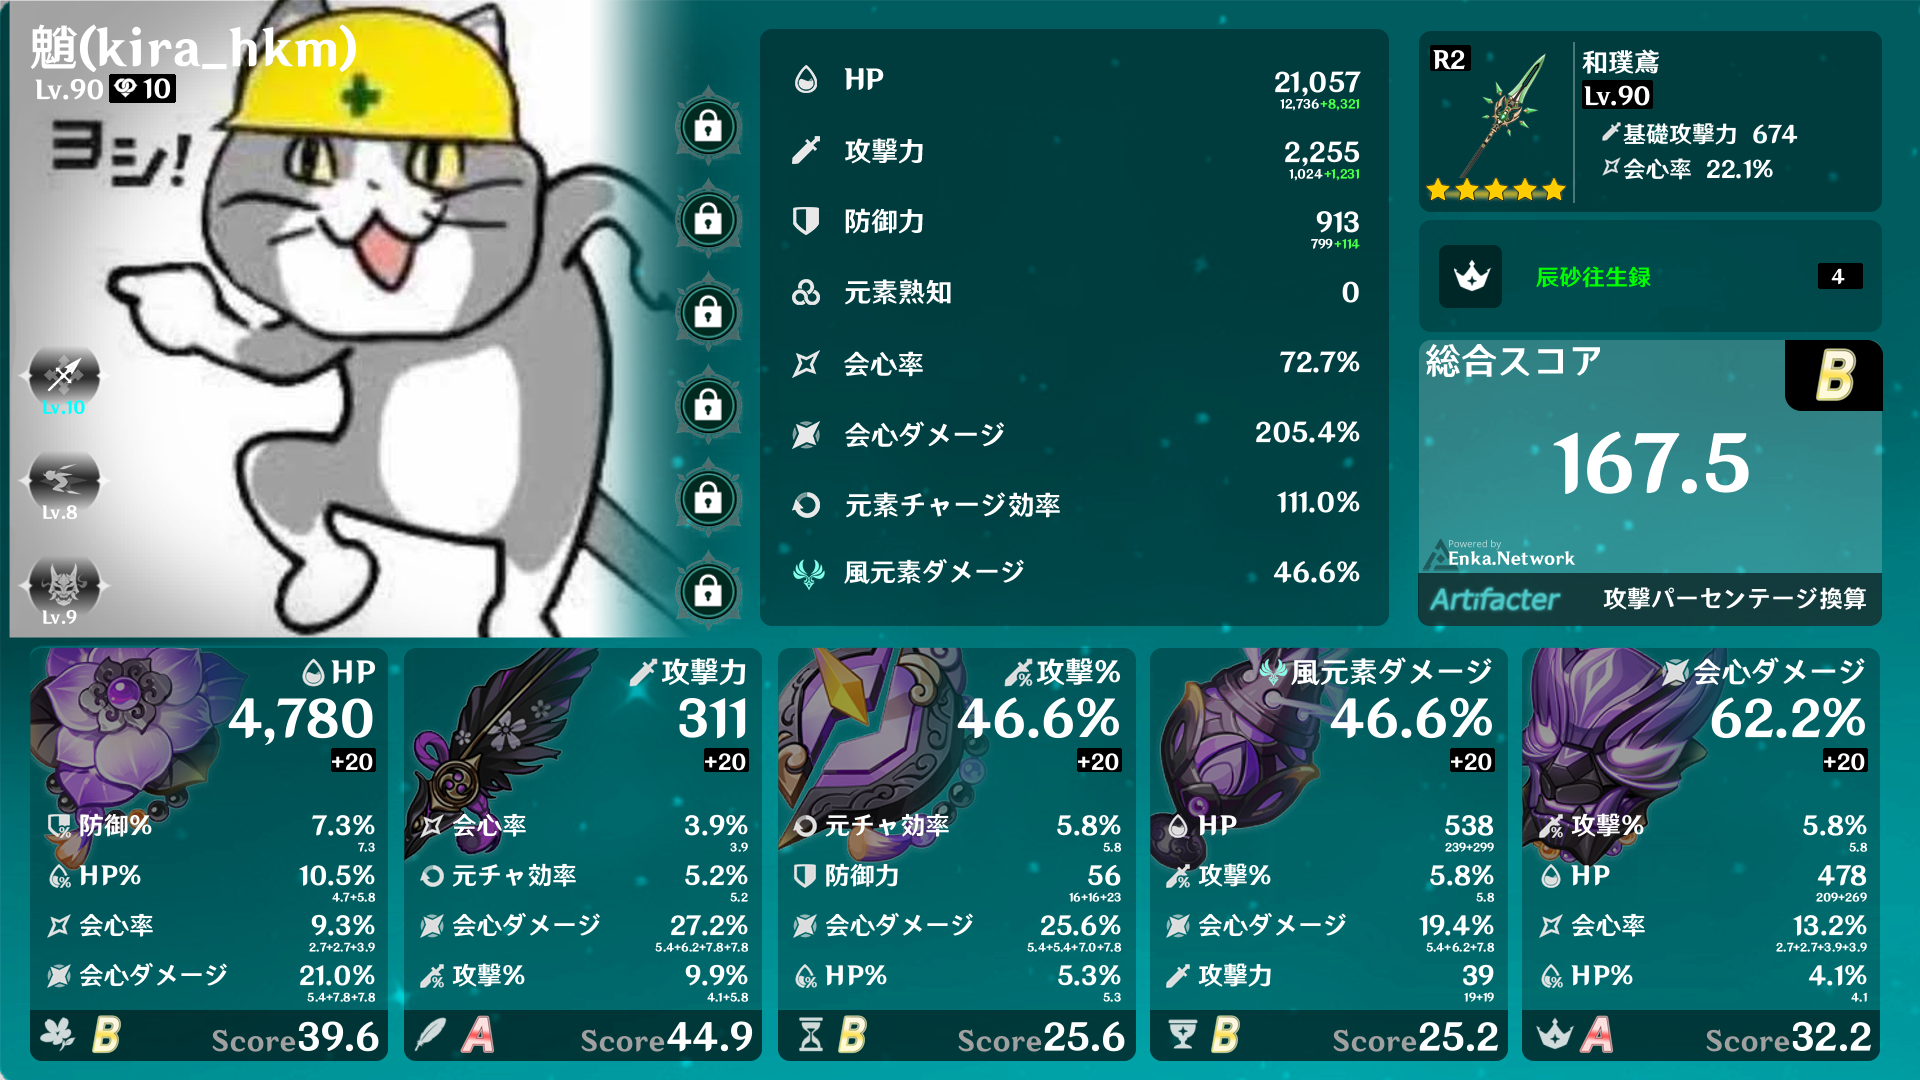 魈(kira_hkm)
Lv.90 10
ヨシ!
Lv.10
Lv.8
Lv.9
HP 21,057
12,736+8,321
攻撃力 2,255
1,024+1,231
防御力 913
799+114
元素熟知 0
会心率 72.7%
会心ダメージ 205.4%
元素チャージ効率 111.0%
風元素ダメージ 46.6%
R2
和璞鳶
Lv.90
基礎攻撃力 674
会心率 22.1%
辰砂往生録 4
総合スコア
B
167.5
Powered by
Enka.Network
Artifacter 攻撃パーセンテージ換算
HP
4,780
+20
防御% 7.3%
7.3
HP% 10.5%
4.7+5.8
会心率 9.3%
2.7+2.7+3.9
会心ダメージ 21.0%
5.4+7.8+7.8
B Score39.6
攻撃力
311
+20
会心率 3.9%
3.9
元チャ効率 5.2%
5.2
会心ダメージ 27.2%
5.4+6.2+7.8+7.8
攻撃% 9.9%
4.1+5.8
A Score44.9
攻撃%
46.6%
+20
元チャ効率 5.8%
5.8
防御力 56
16+16+23
会心ダメージ 25.6%
5.4+5.4+7.0+7.8
HP% 5.3%
5.3
B Score25.6
風元素ダメージ
46.6%
+20
HP 538
239+299
攻撃% 5.8%
5.8
会心ダメージ 19.4%
5.4+6.2+7.8
攻撃力 39
19+19
B Score25.2
会心ダメージ
62.2%
+20
攻撃% 5.8%
5.8
HP 478
209+269
会心率 13.2%
2.7+2.7+3.9+3.9
HP% 4.1%
4.1
A Score32.2